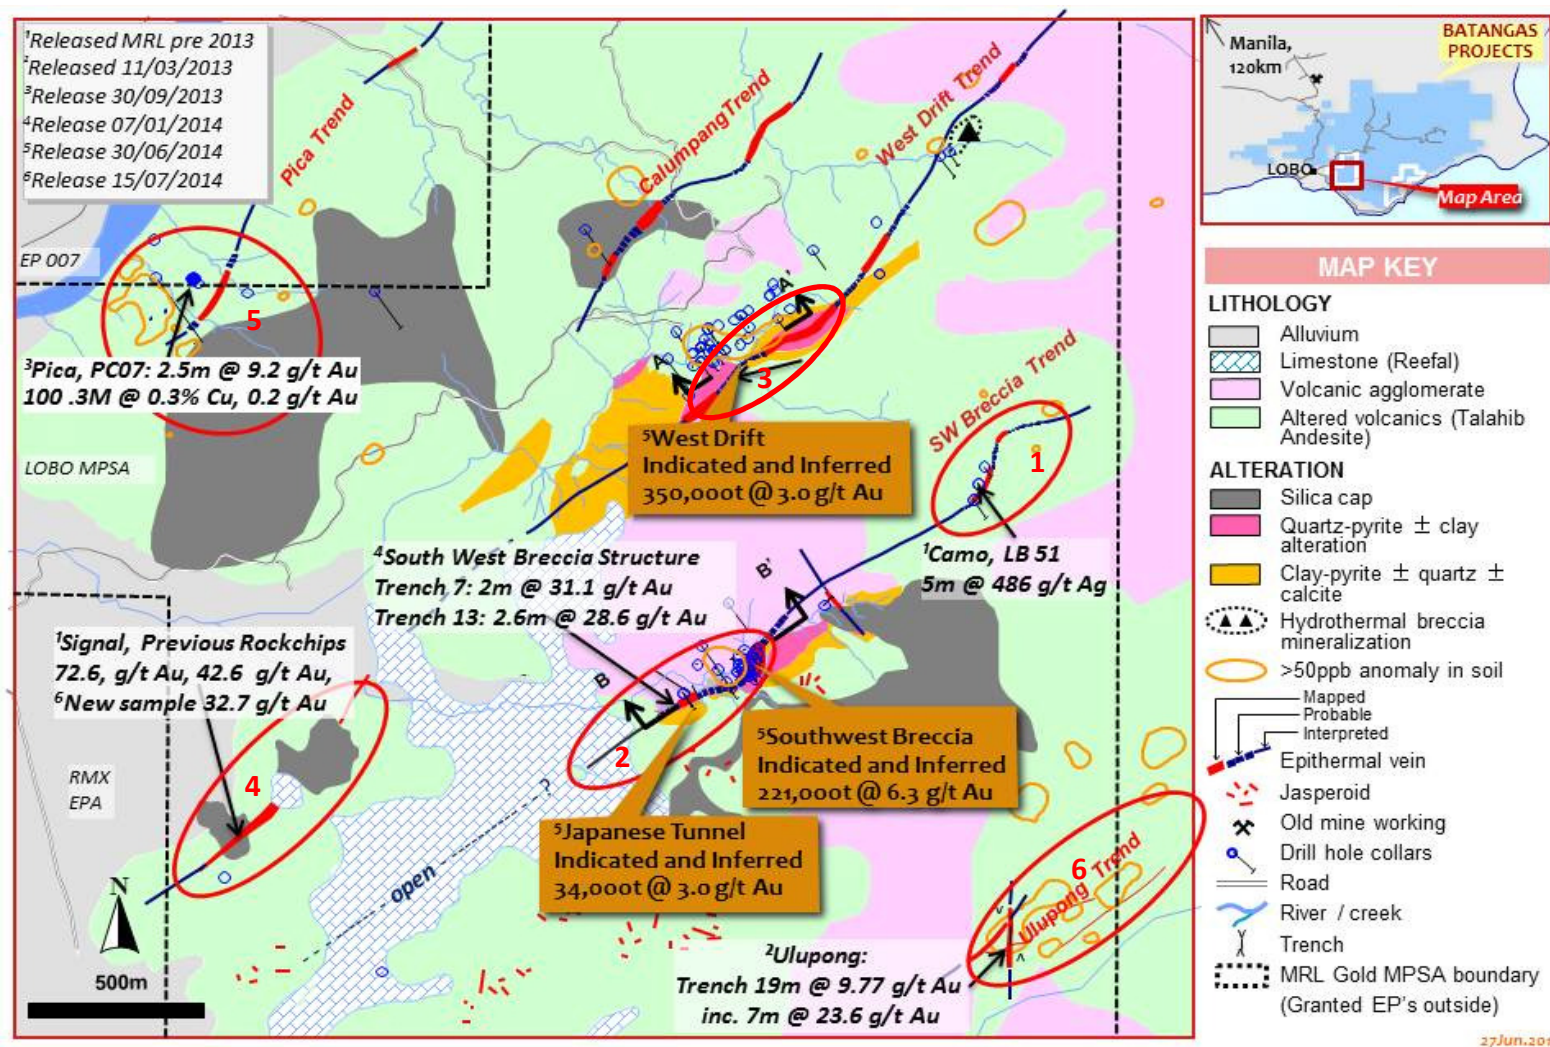 ¹Released MRL pre 2013
²Released 11/03/2013
³Release 30/09/2013
⁴Release 07/01/2014
⁵Release 30/06/2014
⁶Release 15/07/2014
Pica Trend
Calumpang Trend
West Drift Trend
SW Breccia Trend
Ulupong Trend
EP 007
LOBO MPSA
RMX
EPA
5
³Pica, PC07: 2.5m @ 9.2 g/t Au
100 .3M @ 0.3% Cu, 0.2 g/t Au
A
A'
3
⁵West Drift
Indicated and Inferred
350,000t @ 3.0 g/t Au
1
¹Camo, LB 51
5m @ 486 g/t Ag
⁴South West Breccia Structure
Trench 7: 2m @ 31.1 g/t Au
Trench 13: 2.6m @ 28.6 g/t Au
B
B'
2
¹Signal, Previous Rockchips
72.6, g/t Au, 42.6 g/t Au,
⁶New sample 32.7 g/t Au
4
⁵Southwest Breccia
Indicated and Inferred
221,000t @ 6.3 g/t Au
⁵Japanese Tunnel
Indicated and Inferred
34,000t @ 3.0 g/t Au
?
open
6
²Ulupong:
Trench 19m @ 9.77 g/t Au
inc. 7m @ 23.6 g/t Au
N
500m
Manila,
120km
BATANGAS
PROJECTS
LOBO
Map Area
MAP KEY
LITHOLOGY
Alluvium
Limestone (Reefal)
Volcanic agglomerate
Altered volcanics (Talahib
Andesite)
ALTERATION
Silica cap
Quartz-pyrite ± clay
alteration
Clay-pyrite ± quartz ±
calcite
Hydrothermal breccia
mineralization
>50ppb anomaly in soil
Mapped
Probable
Interpreted
Epithermal vein
Jasperoid
Old mine working
Drill hole collars
Road
River / creek
Trench
MRL Gold MPSA boundary
(Granted EP's outside)